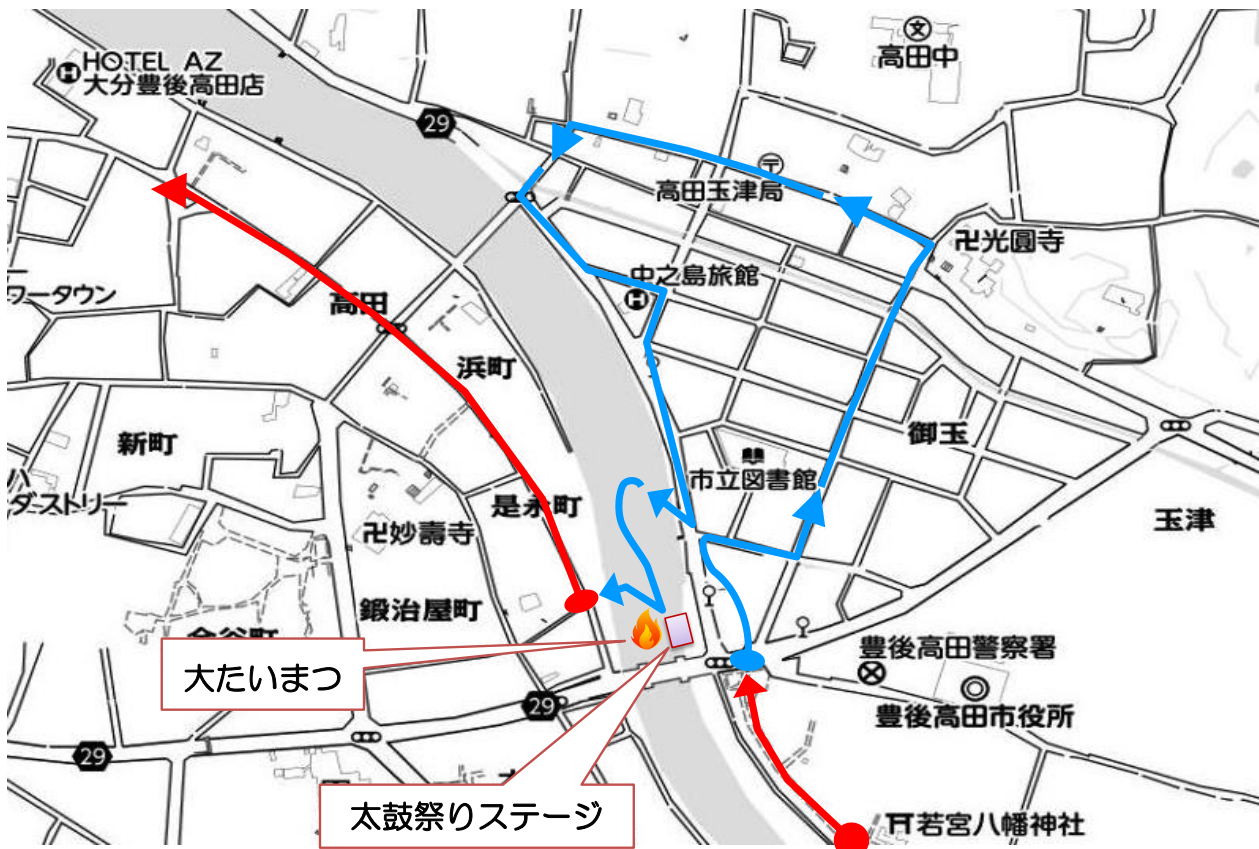 高田中
HOTEL AZ
大分豊後高田店
29
高田玉津局
卍光圓寺
中之島旅館
ワータウン
高田
浜町
御玉
新町
市立図書館
ダストリー
是永町
玉津
卍妙壽寺
鍛治屋町
金谷町
大たいまつ
豊後高田警察署
豊後高田市役所
29
29
太鼓祭りステージ
若宮八幡神社